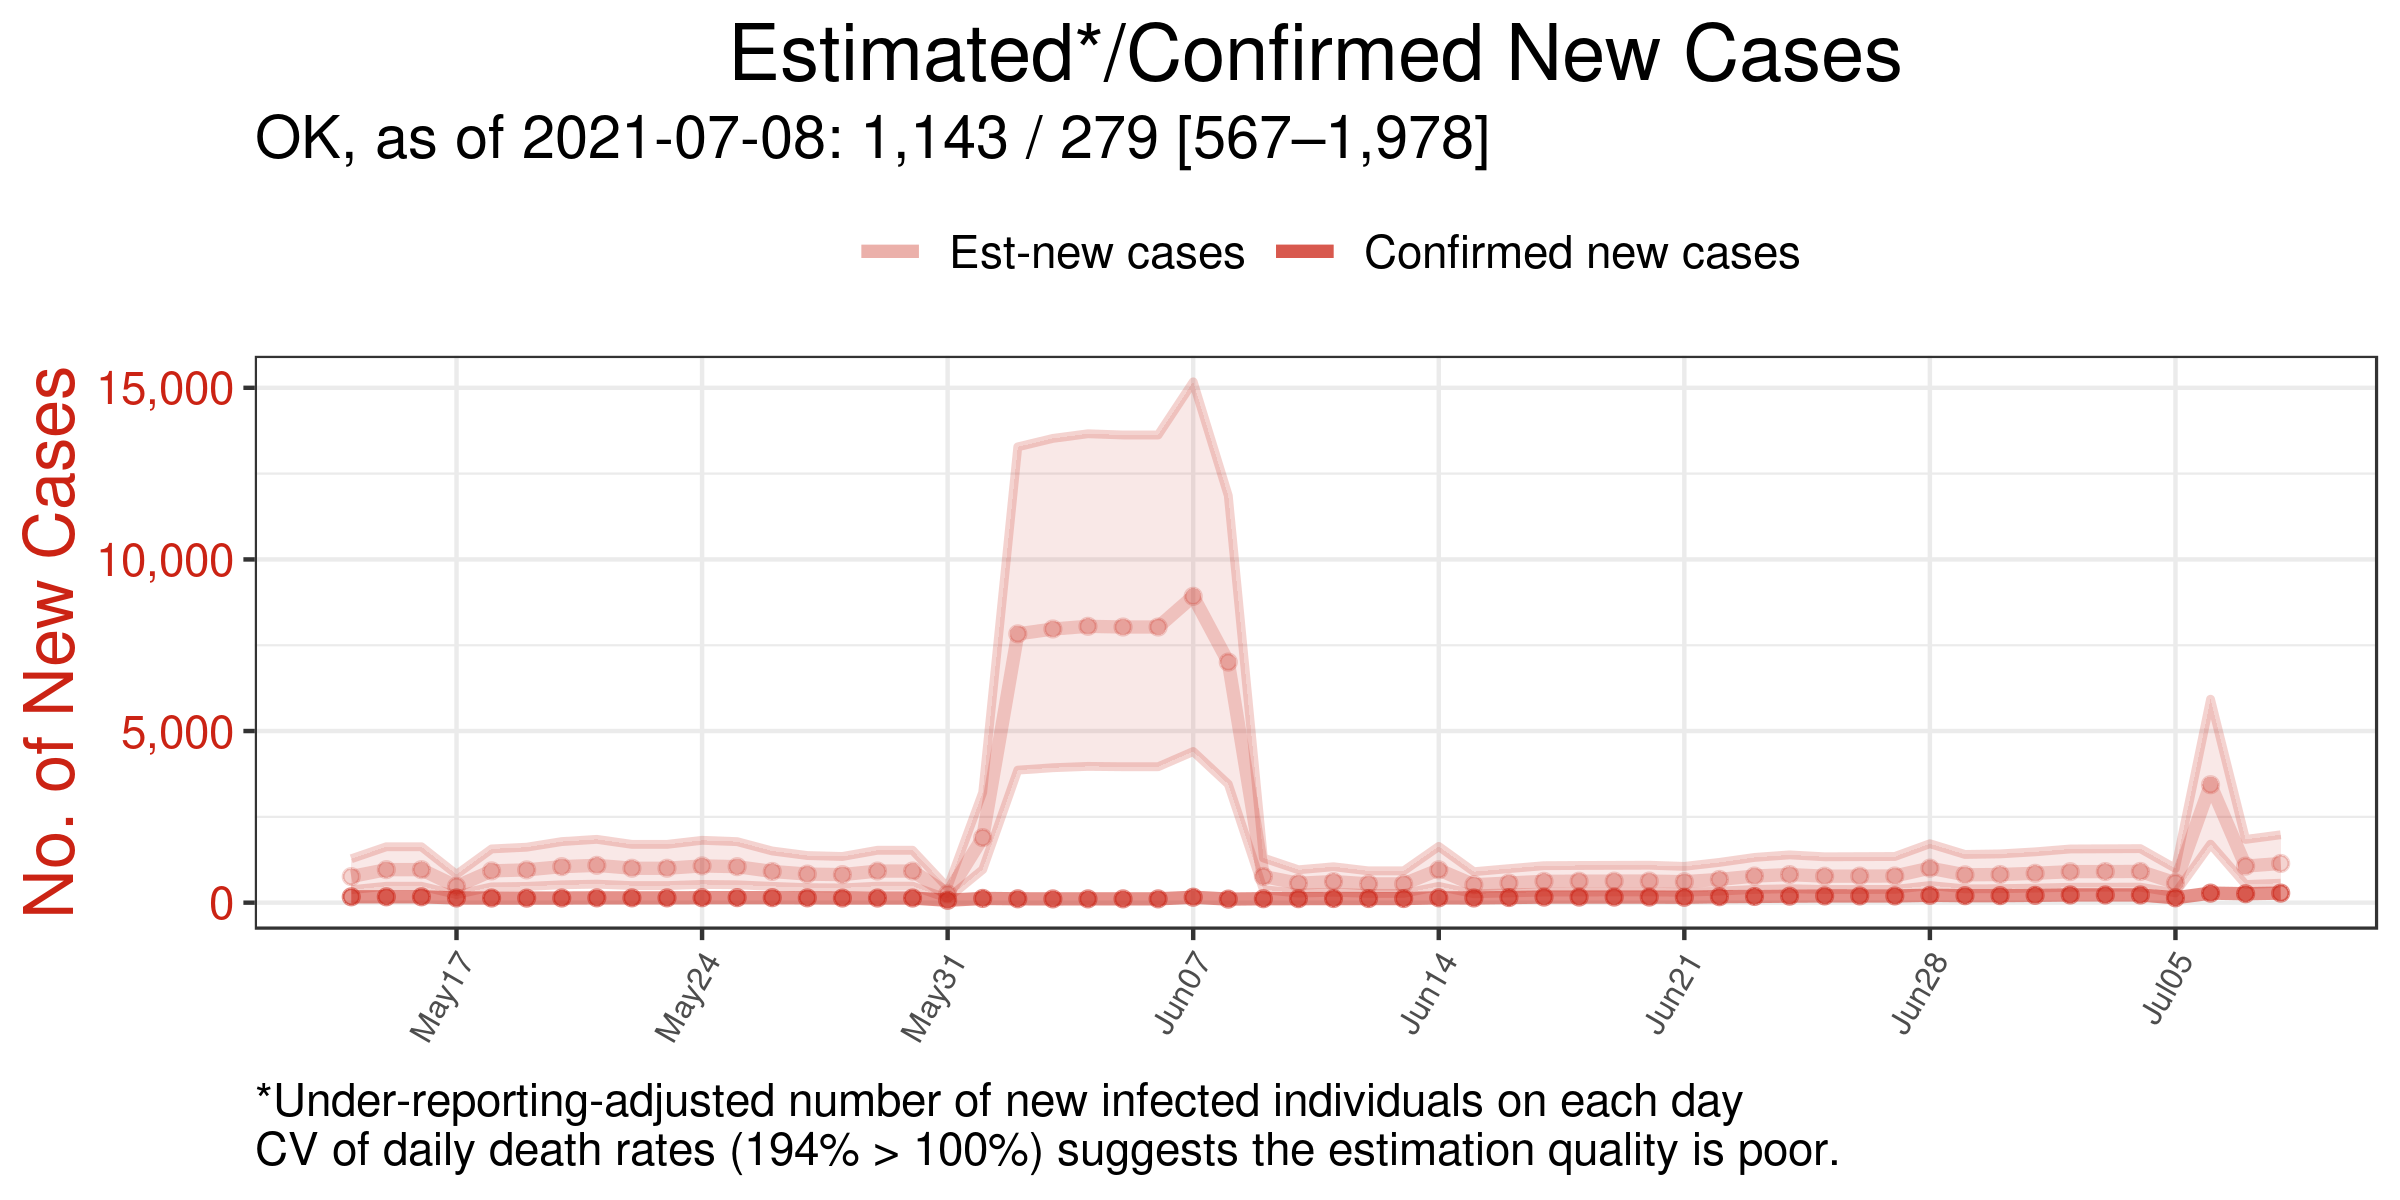 Estimated*/Confirmed New Cases
OK, as of 2021-07-08: 1,143 / 279 [567–1,978]
Est-new cases Confirmed new cases
No. of New Cases
15,000
10,000
5,000
0
May17 May24 May31 Jun07 Jun14 Jun21 Jun28 Jul05
*Under-reporting-adjusted number of new infected individuals on each day
CV of daily death rates (194% > 100%) suggests the estimation quality is poor.